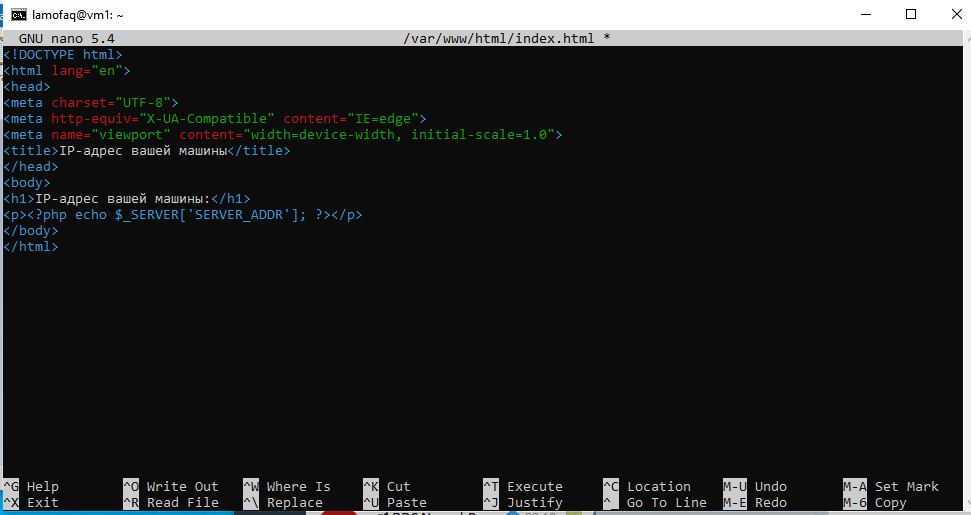 lamofaq@vm1: ~
GNU nano 5.4 /var/www/html/index.html *
<!DOCTYPE html>
<html lang="en">
<head>
<meta charset="UTF-8">
<meta http-equiv="X-UA-Compatible" content="IE=edge">
<meta name="viewport" content="width=device-width, initial-scale=1.0">
<title>IP-адрес вашей машины</title>
</head>
<body>
<h1>IP-адрес вашей машины:</h1>
<p><?php echo $_SERVER['SERVER_ADDR']; ?></p>
</body>
</html>
^G Help ^O Write Out ^W Where Is ^K Cut ^T Execute ^C Location M-U Undo M-A Set Mark
^X Exit ^R Read File ^\ Replace ^U Paste ^J Justify ^_ Go To Line M-E Redo M-6 Copy